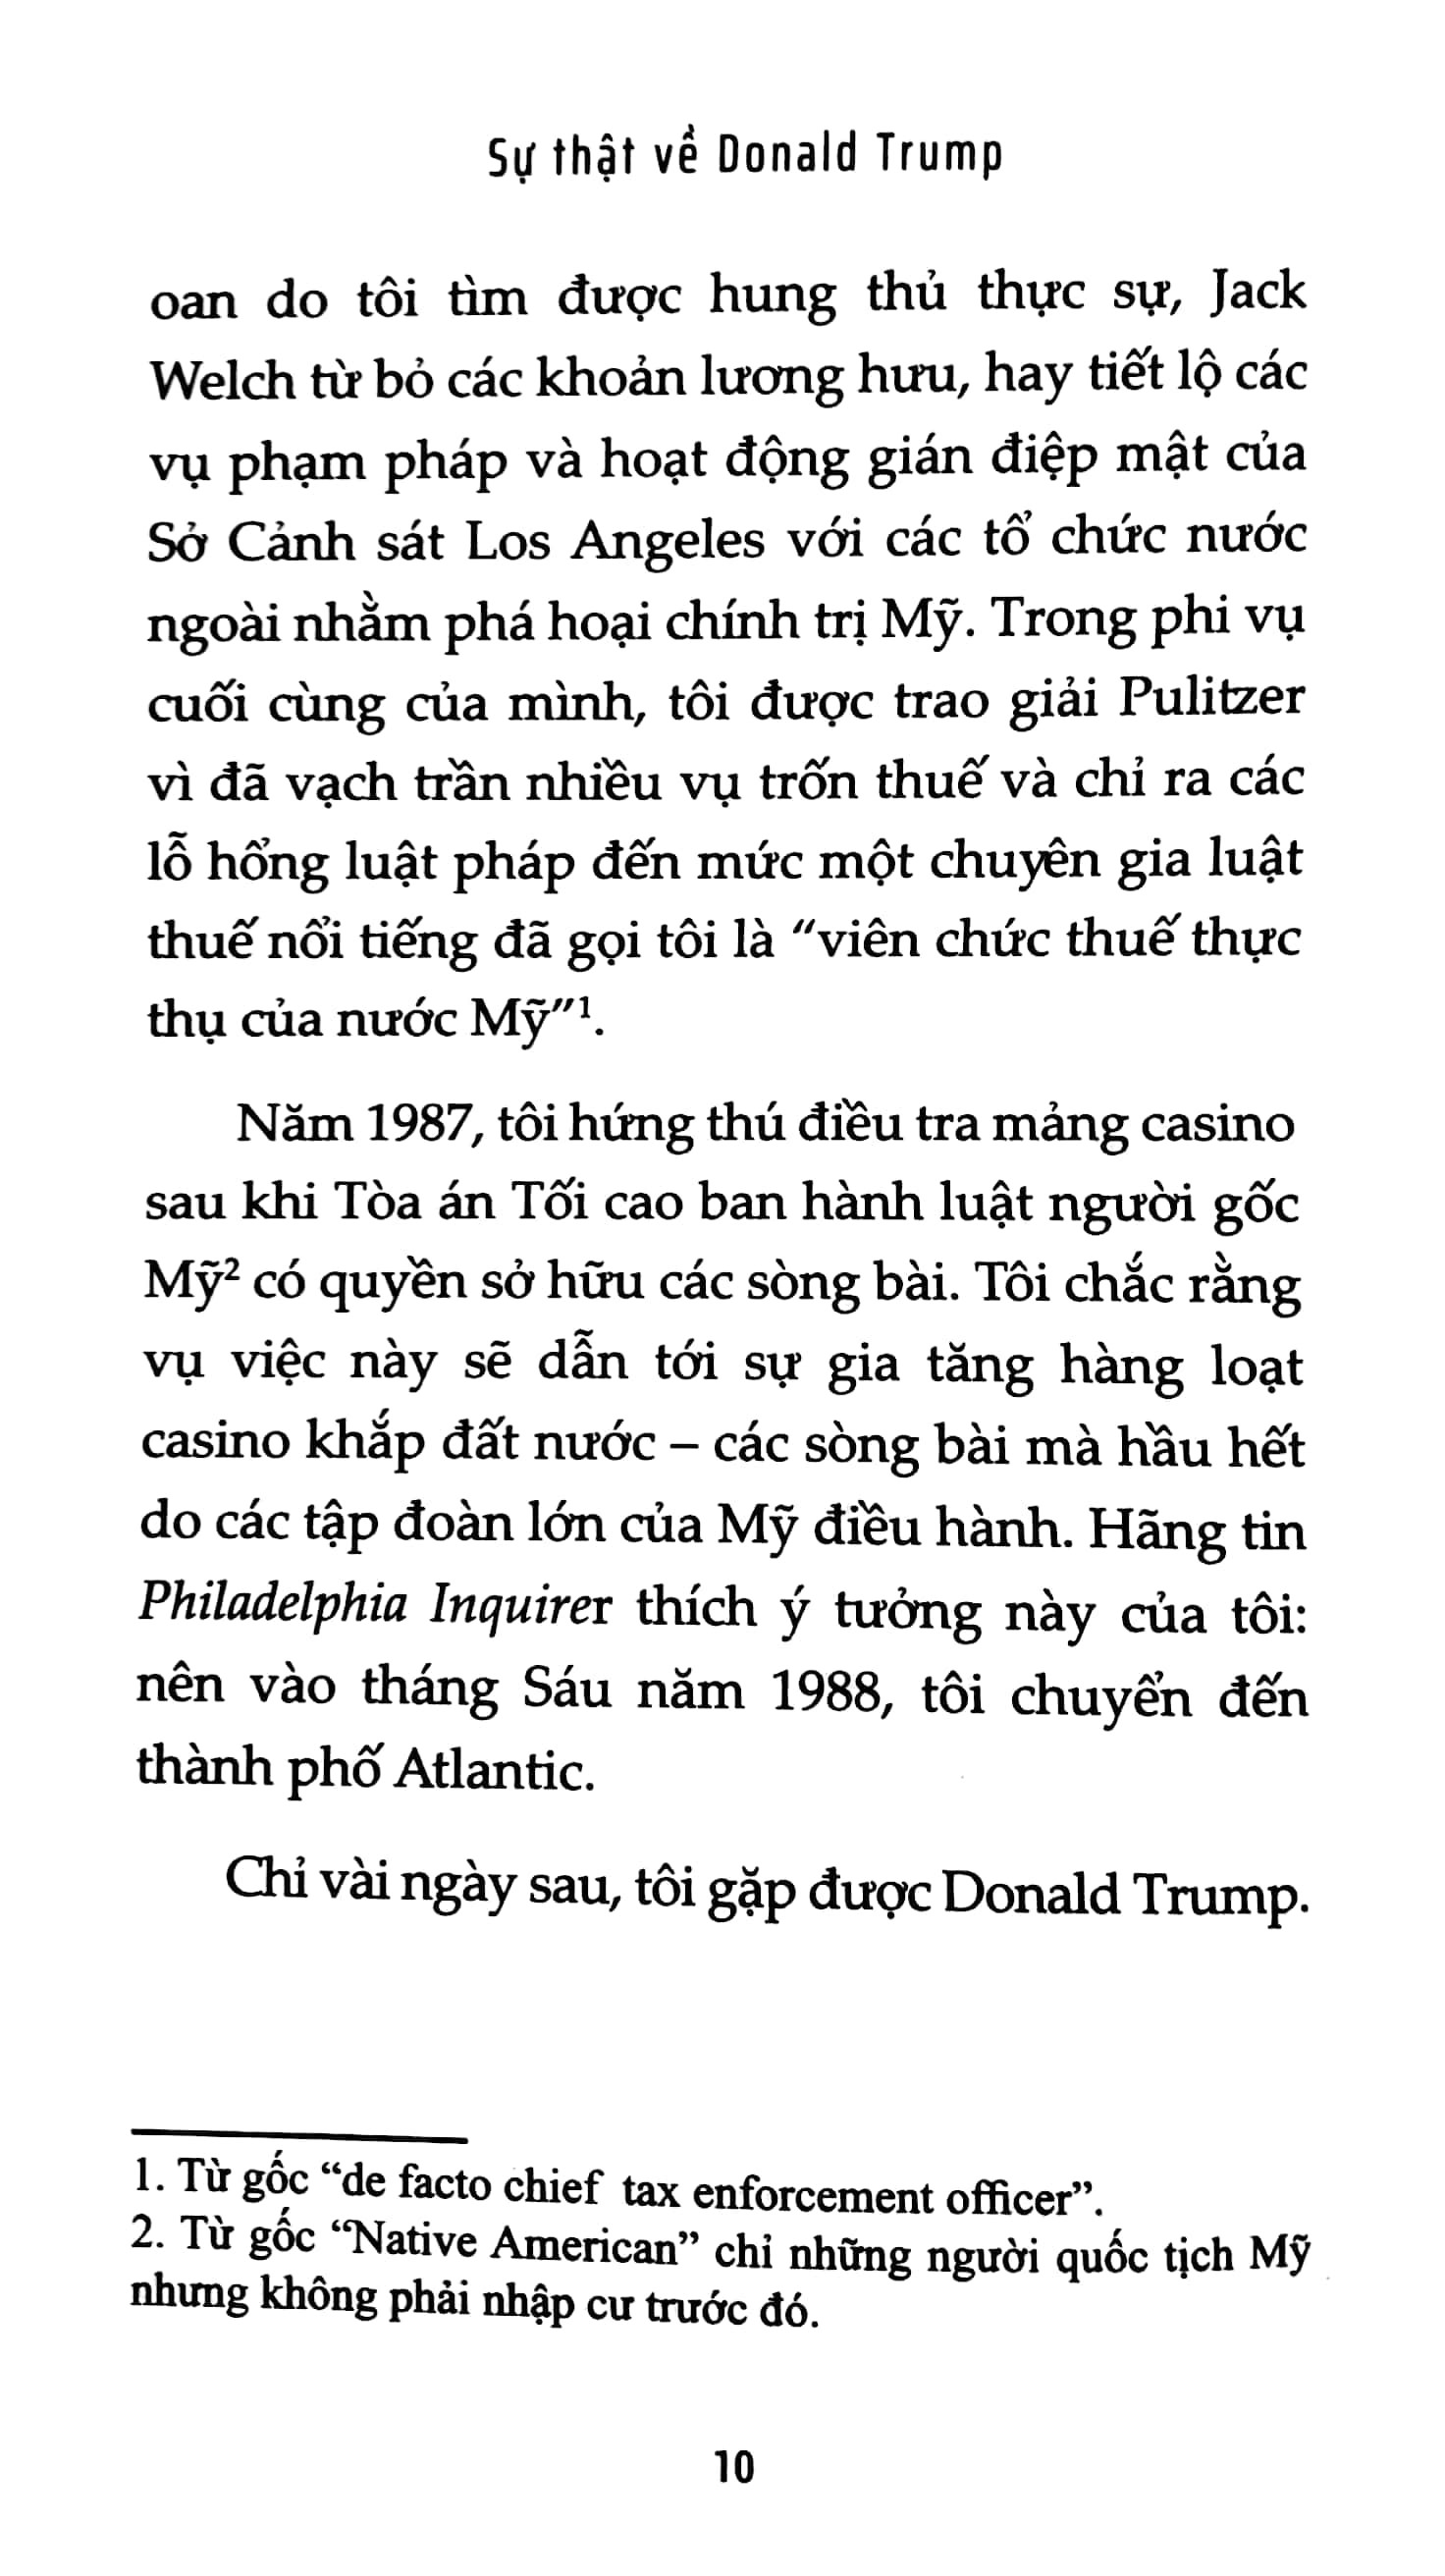 Sự thật về Donald Trump
oan do tôi tìm được hung thủ thực sự, Jack
Welch từ bỏ các khoản lương hưu, hay tiết lộ các
vụ phạm pháp và hoạt động gián điệp mật của
Sở Cảnh sát Los Angeles với các tổ chức nước
ngoài nhằm phá hoại chính trị Mỹ. Trong phi vụ
cuối cùng của mình, tôi được trao giải Pulitzer
vì đã vạch trần nhiều vụ trốn thuế và chỉ ra các
lỗ hổng luật pháp đến mức một chuyên gia luật
thuế nổi tiếng đã gọi tôi là “viên chức thuế thực
thụ của nước Mỹ”¹.
Năm 1987, tôi hứng thú điều tra mảng casino
sau khi Tòa án Tối cao ban hành luật người gốc
Mỹ² có quyền sở hữu các sòng bài. Tôi chắc rằng
vụ việc này sẽ dẫn tới sự gia tăng hàng loạt
casino khắp đất nước – các sòng bài mà hầu hết
do các tập đoàn lớn của Mỹ điều hành. Hãng tin
Philadelphia Inquirer thích ý tưởng này của tôi:
nên vào tháng Sáu năm 1988, tôi chuyển đến
thành phố Atlantic.
Chỉ vài ngày sau, tôi gặp được Donald Trump.
1. Từ gốc “de facto chief tax enforcement officer”.
2. Từ gốc “Native American” chỉ những người quốc tịch Mỹ
nhưng không phải nhập cư trước đó.
10